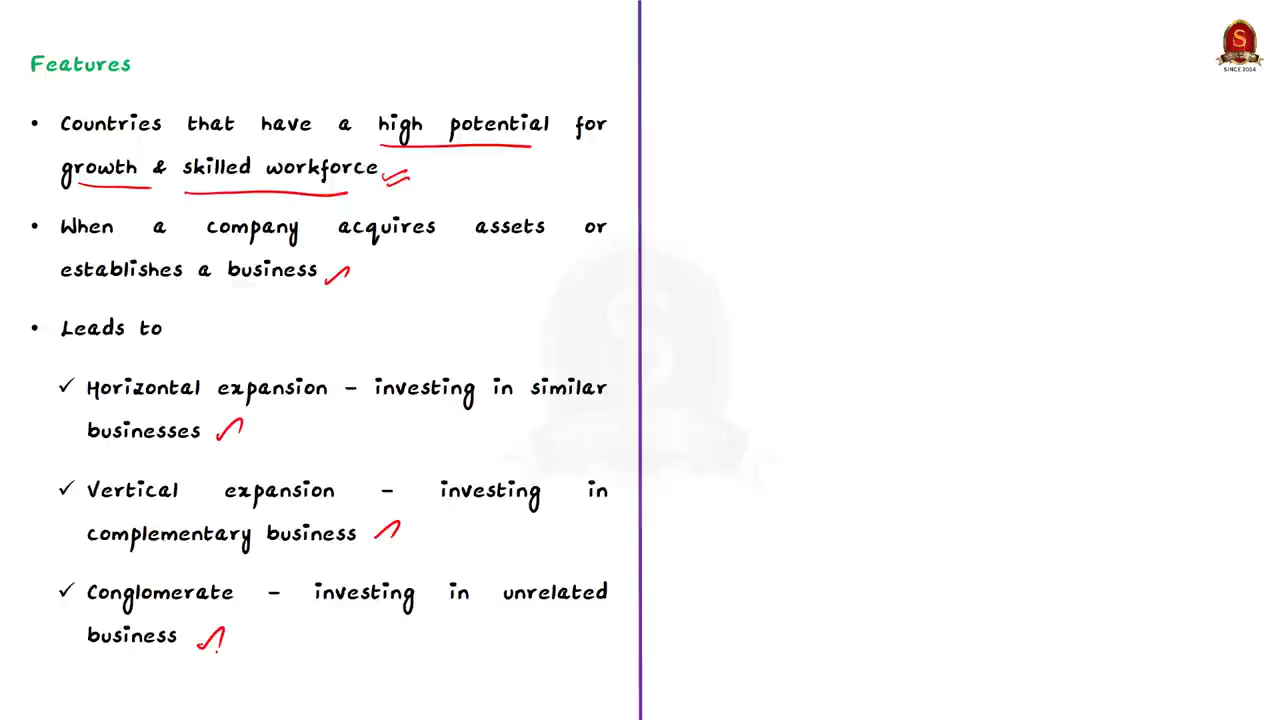 Features
• Countries that have a high potential for
growth & skilled workforce
• When a company acquires assets or
establishes a business
• Leads to
✓ Horizontal expansion – investing in similar
businesses
✓ Vertical expansion – investing in
complementary business
✓ Conglomerate – investing in unrelated
business
S
SINCE 2004